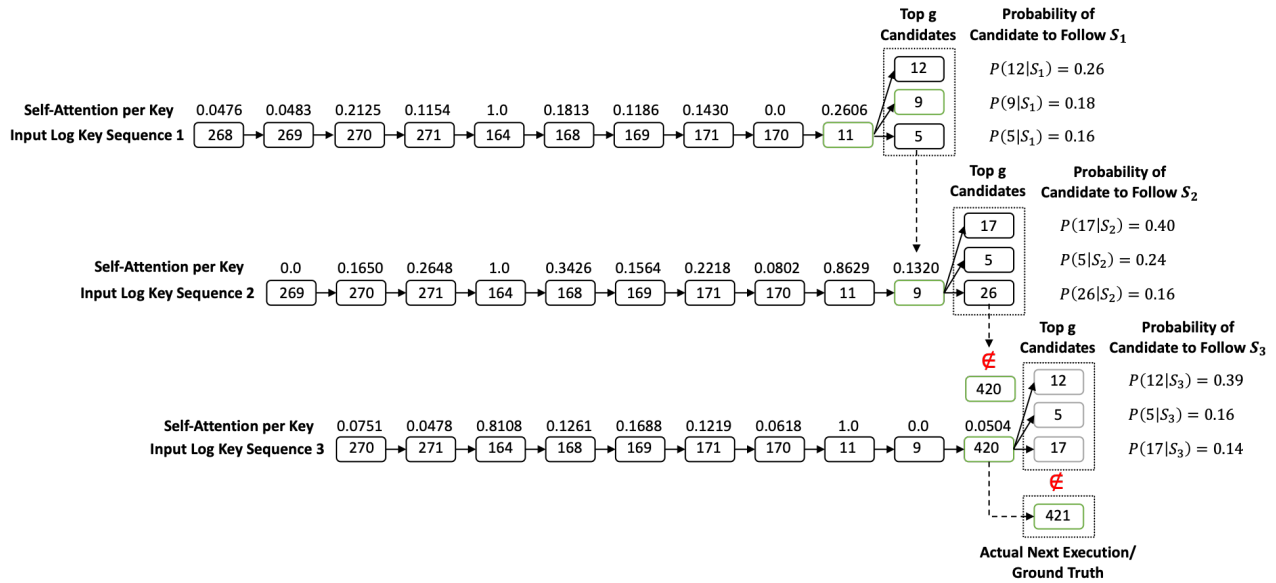 Top g Candidates
Probability of Candidate to Follow S₁
12
P(12|S₁) = 0.26
9
P(9|S₁) = 0.18
5
P(5|S₁) = 0.16
Self-Attention per Key 0.0476 0.0483 0.2125 0.1154 1.0 0.1813 0.1186 0.1430 0.0 0.2606
Input Log Key Sequence 1 268 269 270 271 164 168 169 171 170 11
Top g Candidates
Probability of Candidate to Follow S₂
17
P(17|S₂) = 0.40
5
P(5|S₂) = 0.24
26
P(26|S₂) = 0.16
Self-Attention per Key 0.0 0.1650 0.2648 1.0 0.3426 0.1564 0.2218 0.0802 0.8629 0.1320
Input Log Key Sequence 2 269 270 271 164 168 169 171 170 11 9
∉
420
Top g Candidates
Probability of Candidate to Follow S₃
12
P(12|S₃) = 0.39
5
P(5|S₃) = 0.16
17
P(17|S₃) = 0.14
Self-Attention per Key 0.0751 0.0478 0.8108 0.1261 0.1688 0.1219 0.0618 1.0 0.0 0.0504
Input Log Key Sequence 3 270 271 164 168 169 171 170 11 9 420
∉
421
Actual Next Execution/
Ground Truth